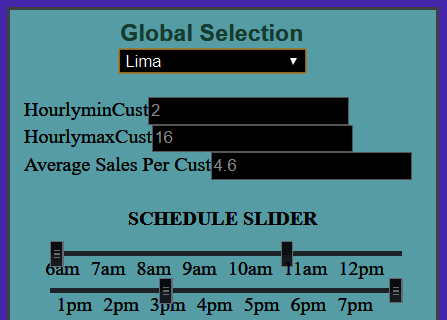 Global Selection
Lima
HourlyminCust 2
HourlymaxCust 16
Average Sales Per Cust 4.6
SCHEDULE SLIDER
6am 7am 8am 9am 10am 11am 12pm
1pm 2pm 3pm 4pm 5pm 6pm 7pm